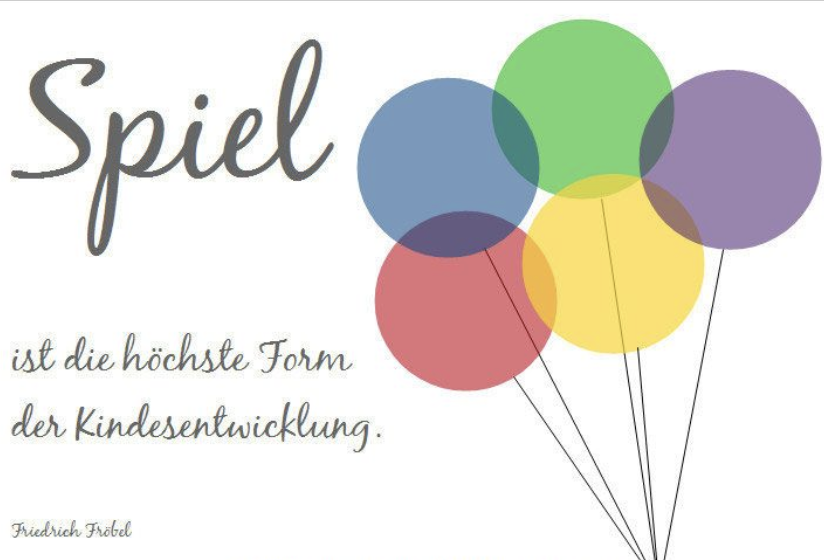 Spiel
ist die höchste Form
der Kindesentwicklung.
Friedrich Fröbel